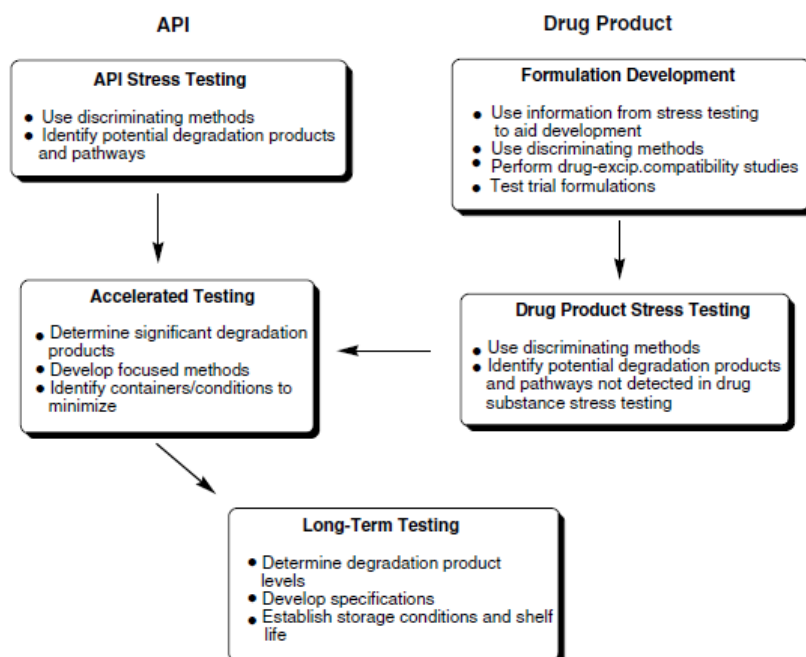 API
API Stress Testing
● Use discriminating methods
● Identify potential degradation products
and pathways
Accelerated Testing
● Determine significant degradation
products
● Develop focused methods
● Identify containers/conditions to
minimize
Drug Product
Formulation Development
● Use information from stress testing
to aid development
● Use discriminating methods
● Perform drug-excip.compatibility studies
● Test trial formulations
Drug Product Stress Testing
● Use discriminating methods
● Identify potential degradation products
and pathways not detected in drug
substance stress testing
Long-Term Testing
● Determine degradation product
levels
● Develop specifications
● Establish storage conditions and shelf
life